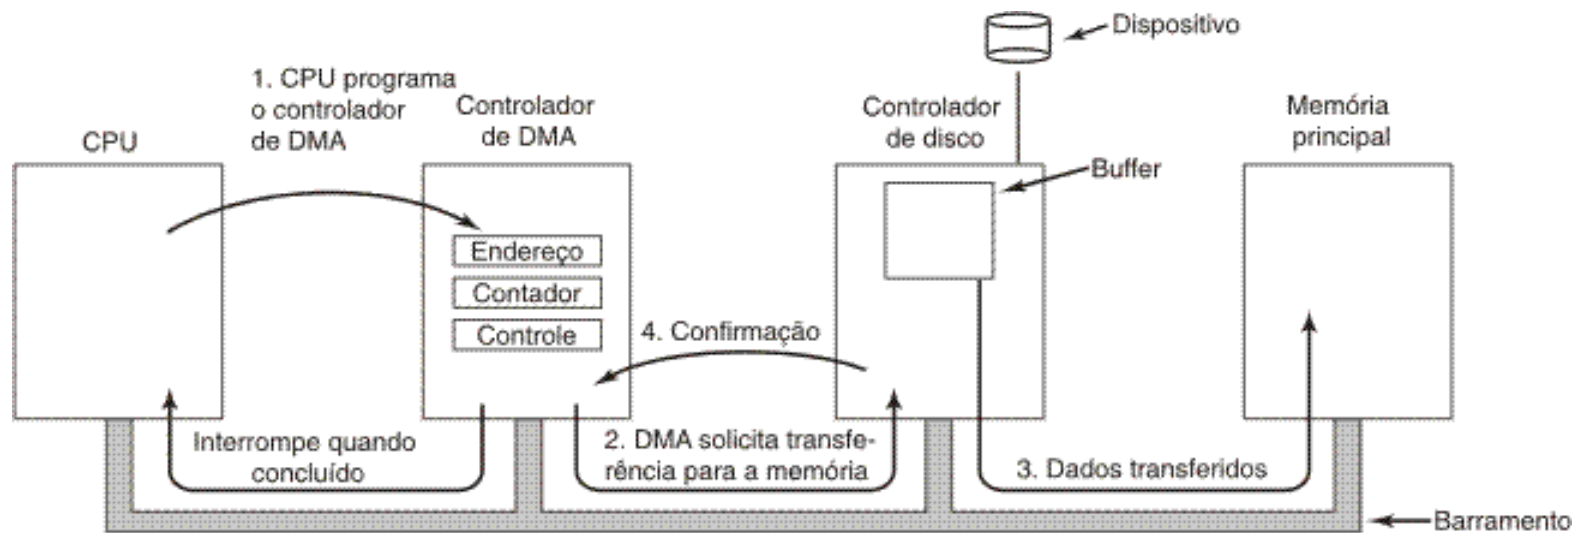 Dispositivo
1. CPU programa
o controlador
de DMA
Controlador
de DMA
Controlador
de disco
Memória
principal
CPU
Buffer
Endereço
Contador
Controle
4. Confirmação
Interrompe quando
concluído
2. DMA solicita transfe-
rência para a memória
3. Dados transferidos
Barramento